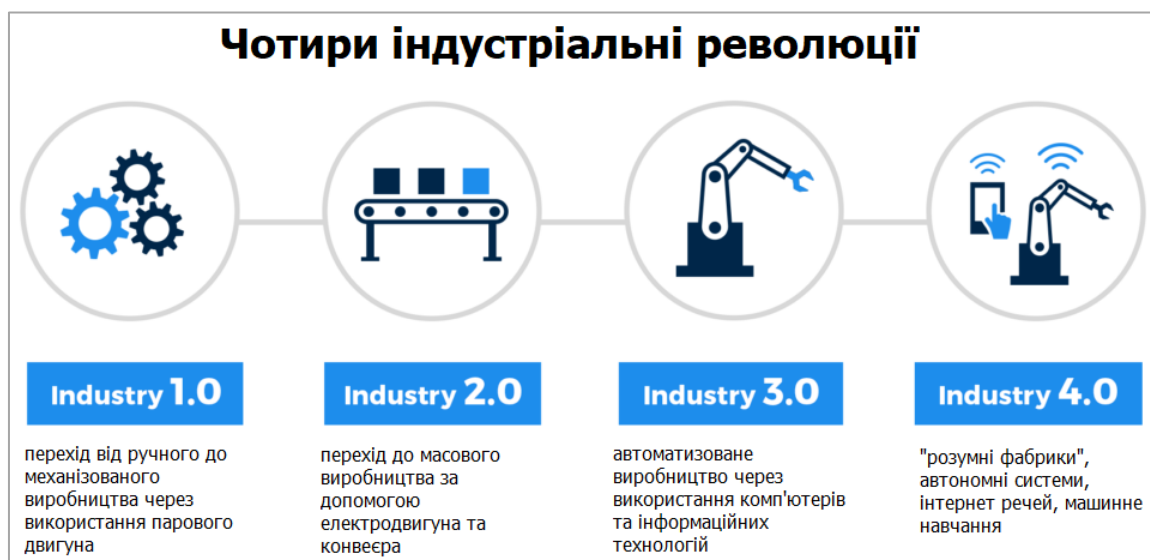 Чотири індустріальні революції
Industry 1.0
перехід від ручного до
механізованого
виробництва через
використання парового
двигуна
Industry 2.0
перехід до масового
виробництва за
допомогою
електродвигуна та
конвеєра
Industry 3.0
автоматизоване
виробництво через
використання комп'ютерів
та інформаційних
технологій
Industry 4.0
"розумні фабрики",
автономні системи,
інтернет речей, машинне
навчання